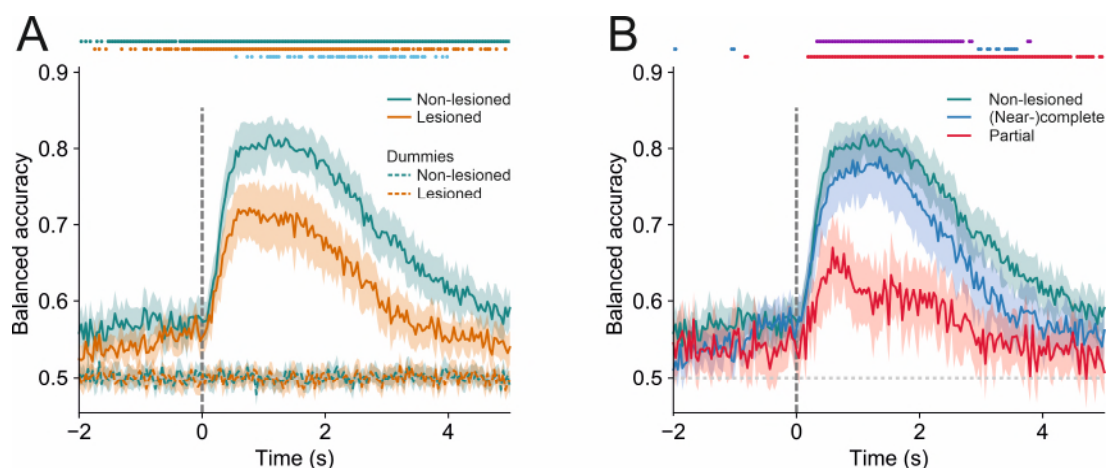 A
0.9
0.8
0.7
0.6
0.5
Balanced accuracy
Non-lesioned
Lesioned
Dummies
Non-lesioned
Lesioned
−2
0
2
4
Time (s)
B
0.9
0.8
0.7
0.6
0.5
Balanced accuracy
Non-lesioned
(Near-)complete
Partial
−2
0
2
4
Time (s)